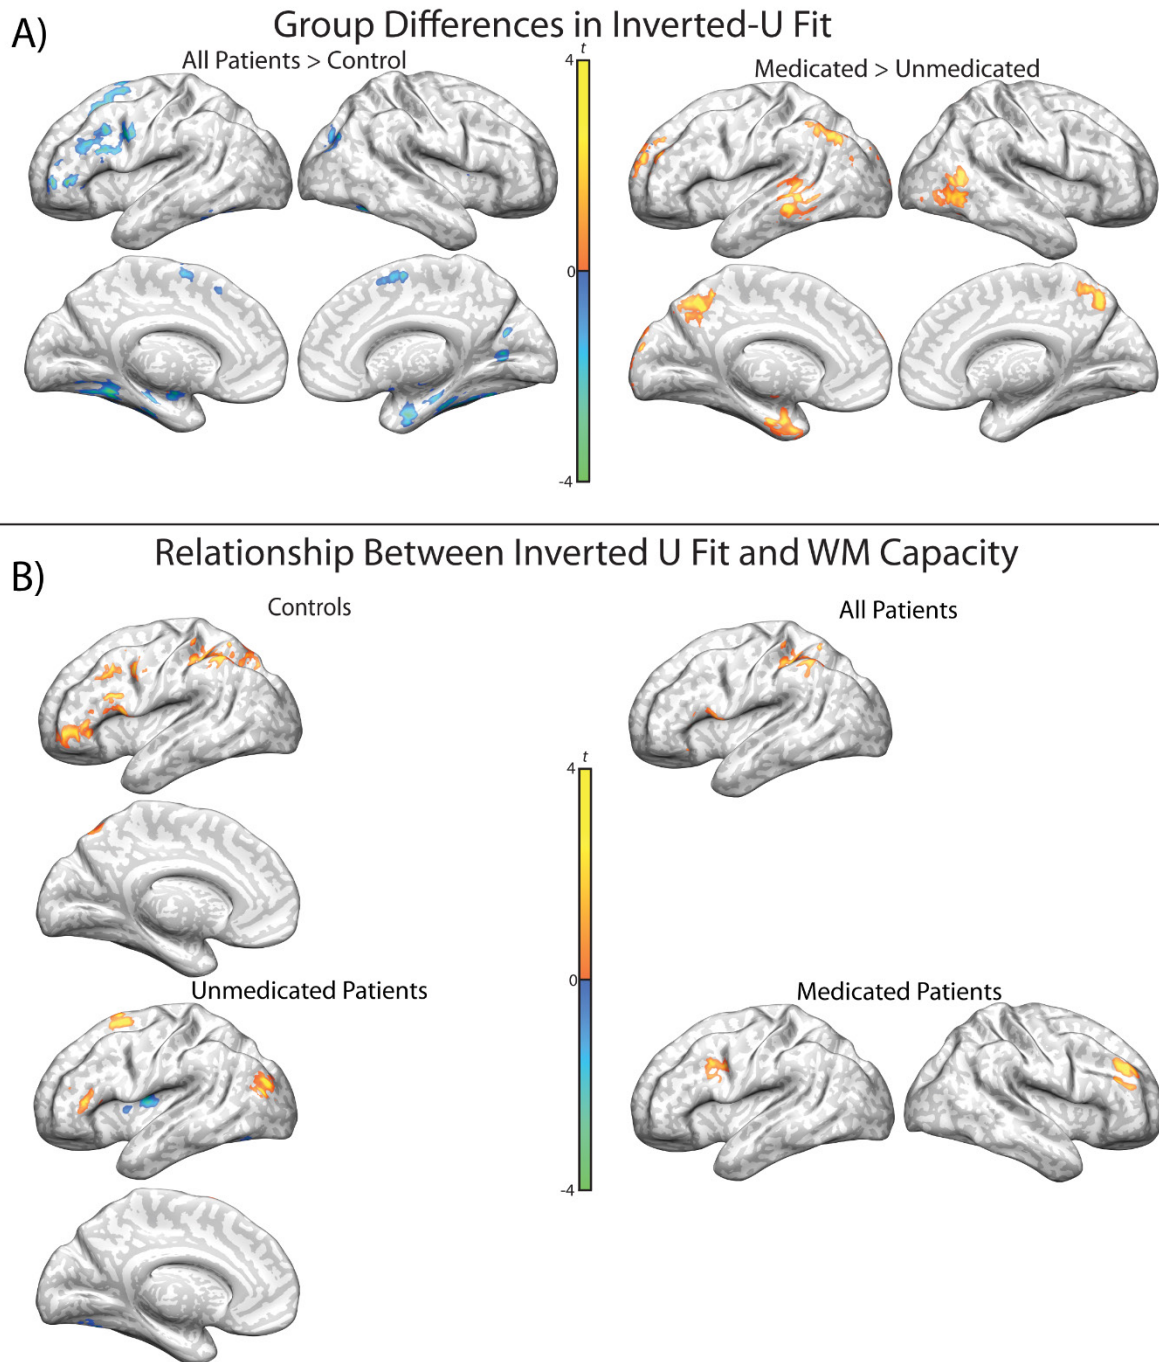 A)
Group Differences in Inverted-U Fit
All Patients > Control
t
4
0
-4
Medicated > Unmedicated
B)
Relationship Between Inverted U Fit and WM Capacity
Controls
All Patients
t
4
0
-4
Unmedicated Patients
Medicated Patients